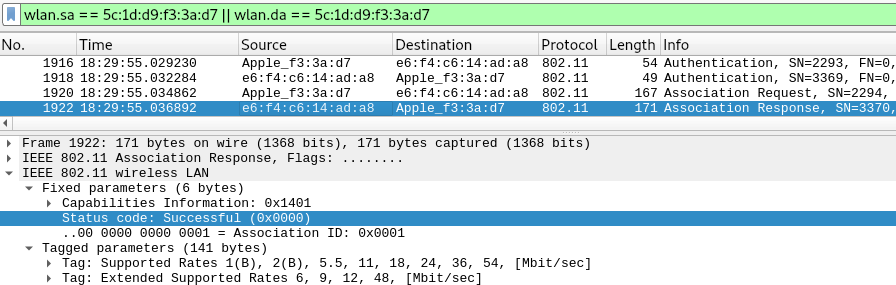 wlan.sa == 5c:1d:d9:f3:3a:d7 || wlan.da == 5c:1d:d9:f3:3a:d7
No. Time Source Destination Protocol Length Info
1916 18:29:55.029230 Apple_f3:3a:d7 e6:f4:c6:14:ad:a8 802.11 54 Authentication, SN=2293, FN=0,
1918 18:29:55.032284 e6:f4:c6:14:ad:a8 Apple_f3:3a:d7 802.11 49 Authentication, SN=3369, FN=0,
1920 18:29:55.034862 Apple_f3:3a:d7 e6:f4:c6:14:ad:a8 802.11 167 Association Request, SN=2294,
1922 18:29:55.036892 e6:f4:c6:14:ad:a8 Apple_f3:3a:d7 802.11 171 Association Response, SN=3370,
Frame 1922: 171 bytes on wire (1368 bits), 171 bytes captured (1368 bits)
IEEE 802.11 Association Response, Flags: ........
IEEE 802.11 wireless LAN
Fixed parameters (6 bytes)
Capabilities Information: 0x1401
Status code: Successful (0x0000)
..00 0000 0000 0001 = Association ID: 0x0001
Tagged parameters (141 bytes)
Tag: Supported Rates 1(B), 2(B), 5.5, 11, 18, 24, 36, 54, [Mbit/sec]
Tag: Extended Supported Rates 6, 9, 12, 48, [Mbit/sec]